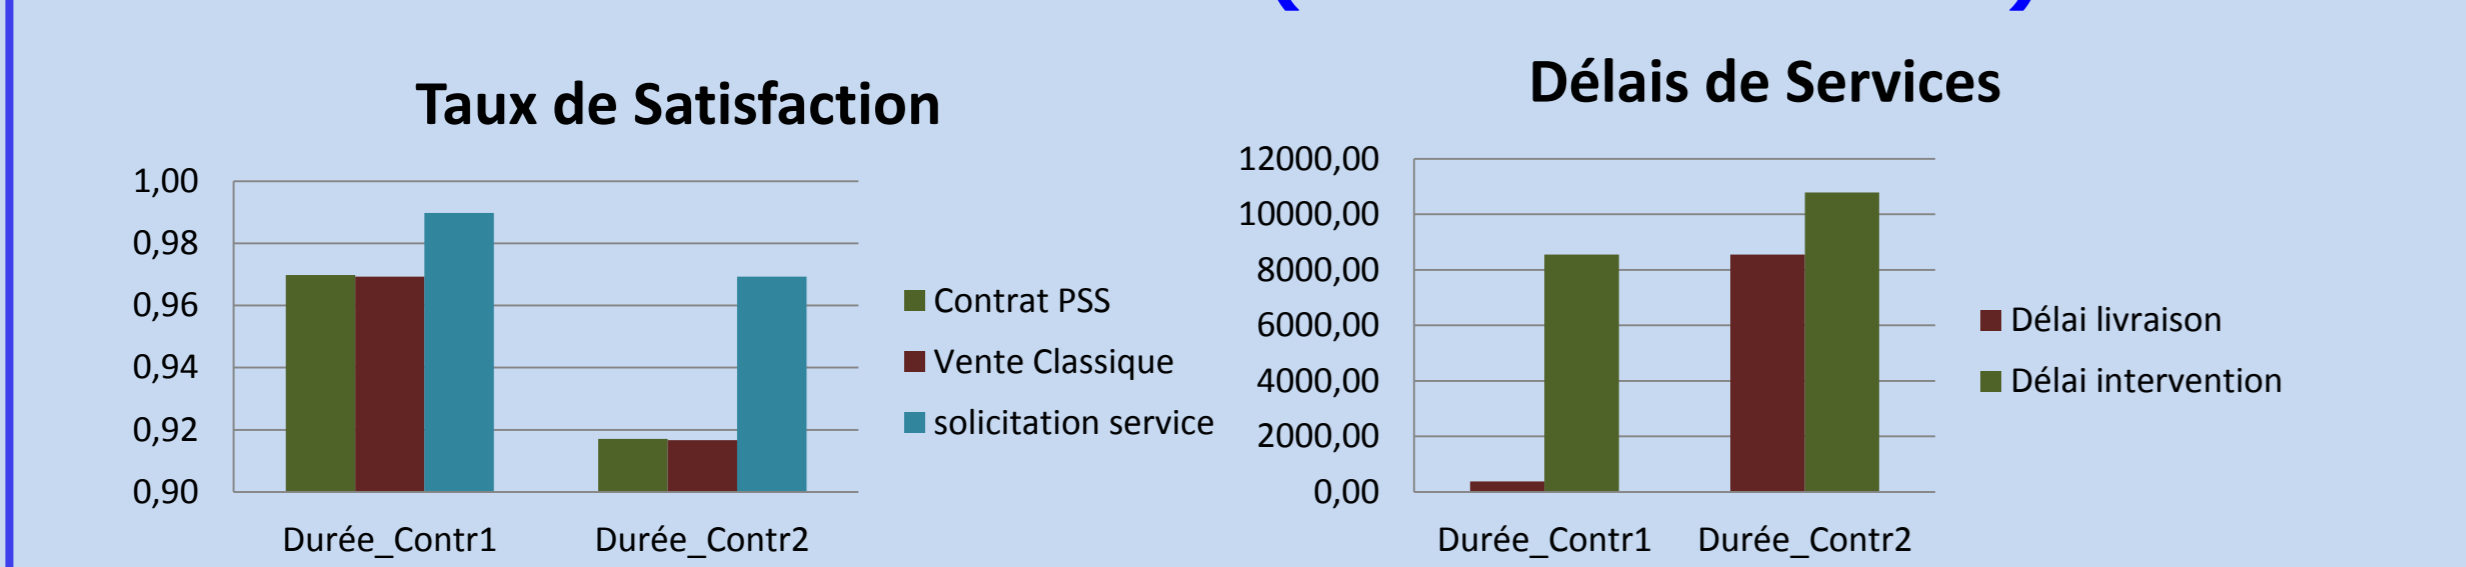 Taux de Satisfaction
1,00
0,98
0,96
0,94
0,92
0,90
Durée_Contr1
Durée_Contr2
Contrat PSS
Vente Classique
solicitation service
Délais de Services
12000,00
10000,00
8000,00
6000,00
4000,00
2000,00
0,00
Durée_Contr1
Durée_Contr2
Délai livraison
Délai intervention